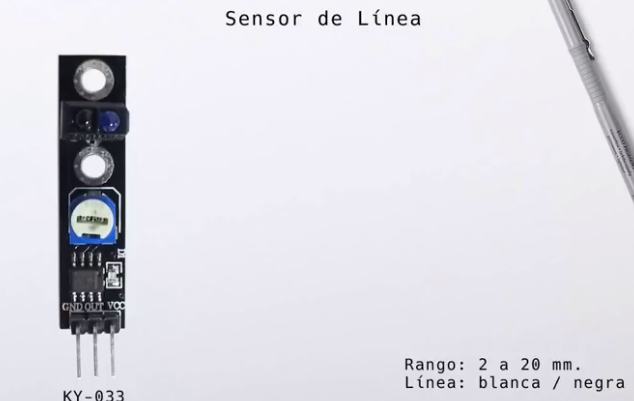 Sensor de Línea
GND OUT VCC
KY-033
Rango: 2 a 20 mm.
Línea: blanca / negra